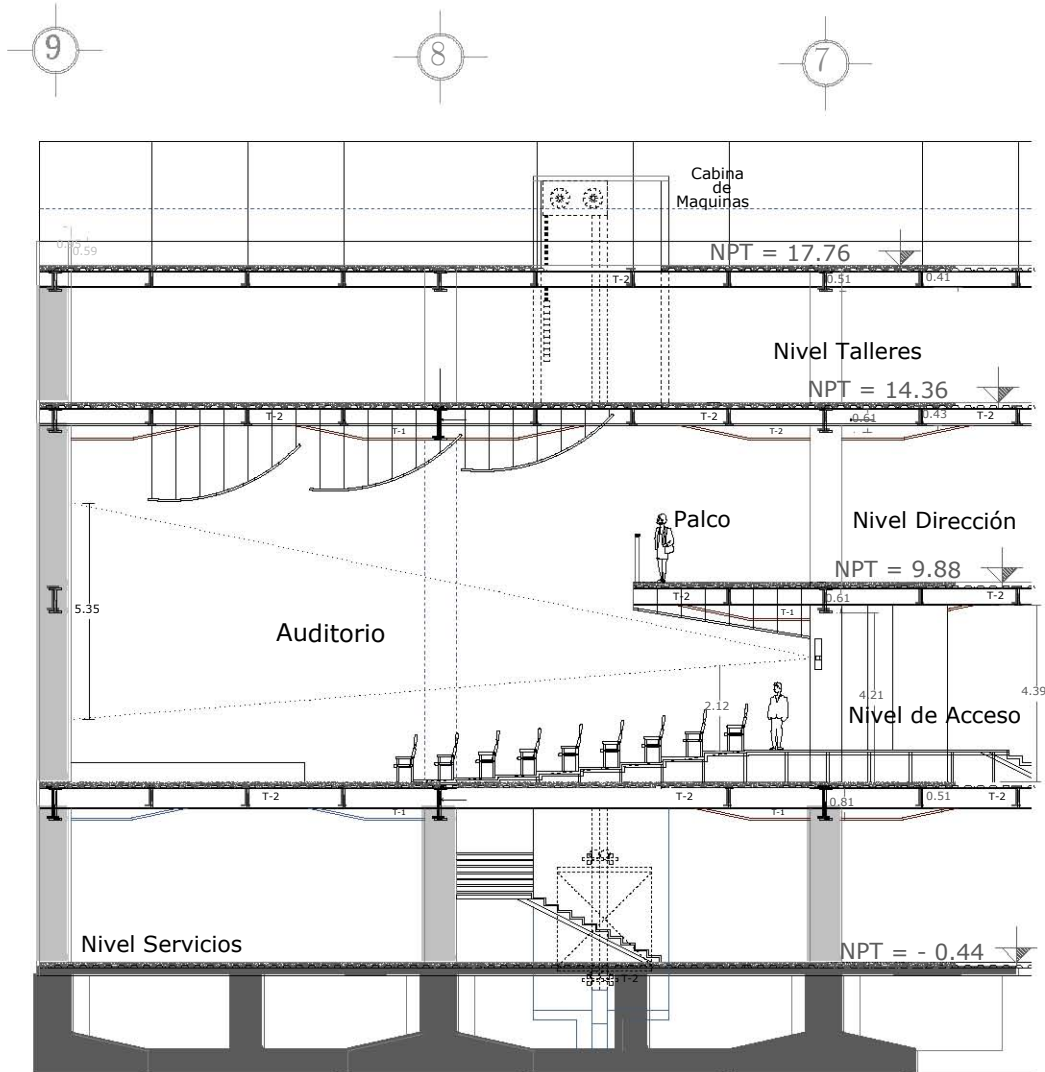 9
8
7
Cabina
de
Maquinas
NPT = 17.76
0.59
T-2
0.51
0.41
Nivel Talleres
NPT = 14.36
T-2
T-1
T-2
T-2
0.61
0.43
T-2
Palco
Nivel Dirección
NPT = 9.88
T-2
0.61
T-2
T-1
5.35
Auditorio
2.12
4.21
4.39
Nivel de Acceso
T-2
T-1
T-2
T-1
0.81
0.51
T-2
Nivel Servicios
NPT = - 0.44
T-2